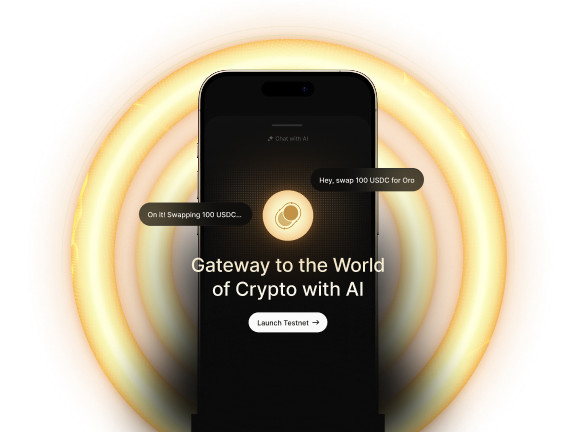 Chat with AI
Hey, swap 100 USDC for Oro
On it! Swapping 100 USDC...
Gateway to the World
of Crypto with AI
Launch Testnet →